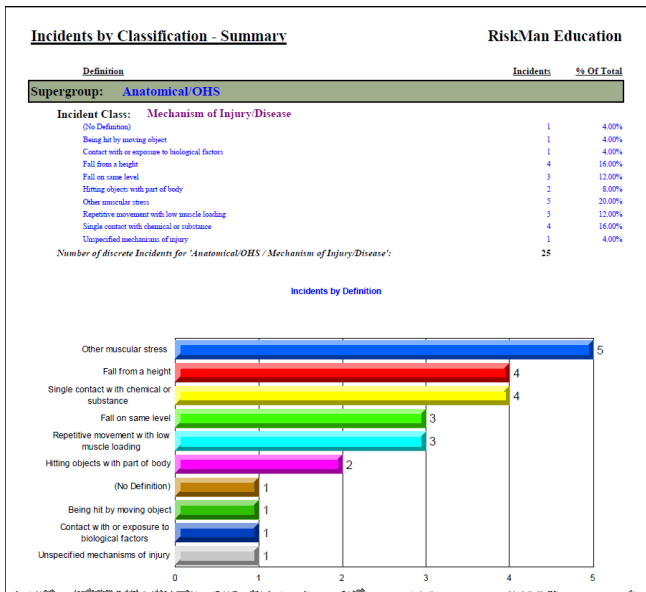 Incidents by Classification - Summary RiskMan Education
Definition Incidents % Of Total
Supergroup: Anatomical/OHS
Incident Class: Mechanism of Injury/Disease
(No Definition) 1 4.00%
Being hit by moving object 1 4.00%
Contact with or exposure to biological factors 1 4.00%
Fall from a height 4 16.00%
Fall on same level 3 12.00%
Hitting objects with part of body 2 8.00%
Other muscular stress 5 20.00%
Repetitive movement with low muscle loading 3 12.00%
Single contact with chemical or substance 4 16.00%
Unspecified mechanisms of injury 1 4.00%
Number of discrete Incidents for 'Anatomical/OHS / Mechanism of Injury/Disease': 25
Incidents by Definition
Other muscular stress 5
Fall from a height 4
Single contact with chemical or
substance 4
Fall on same level 3
Repetitive movement with low
muscle loading 3
Hitting objects with part of body 2
(No Definition) 1
Being hit by moving object 1
Contact with or exposure to
biological factors 1
Unspecified mechanisms of injury 1
0 1 2 3 4 5